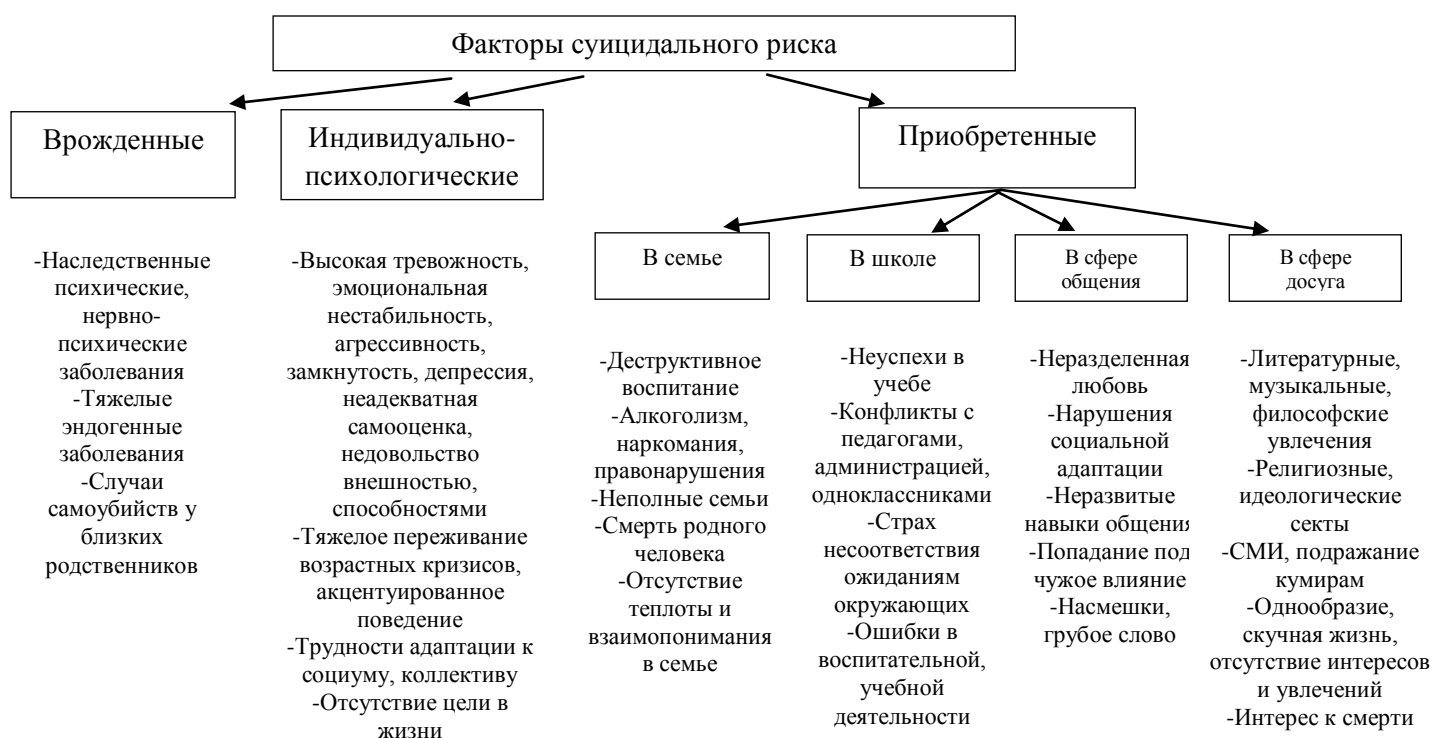 Факторы суицидального риска
Врожденные
-Наследственные
психические,
нервно-
психические
заболевания
-Тяжелые
эндогенные
заболевания
-Случаи
самоубийств у
близких
родственников
Индивидуально-
психологические
-Высокая тревожность,
эмоциональная
нестабильность,
агрессивность,
замкнутость, депрессия,
неадекватная
самооценка,
недовольство
внешностью,
способностями
-Тяжелое переживание
возрастных кризисов,
акцентуированное
поведение
-Трудности адаптации к
социуму, коллективу
-Отсутствие цели в
жизни
Приобретенные
В семье
-Деструктивное
воспитание
-Алкоголизм,
наркомания,
правонарушения
-Неполные семьи
-Смерть родного
человека
-Отсутствие
теплоты и
взаимопонимания
в семье
В школе
-Неуспехи в
учебе
-Конфликты с
педагогами,
администрацией,
одноклассниками
-Страх
несоответствия
ожиданиям
окружающих
-Ошибки в
воспитательной,
учебной
деятельности
В сфере
общения
-Неразделенная
любовь
-Нарушения
социальной
адаптации
-Неразвитые
навыки общения
-Попадание под
чужое влияние
-Насмешки,
грубое слово
В сфере
досуга
-Литературные,
музыкальные,
философские
увлечения
-Религиозные,
идеологические
секты
-СМИ, подражание
кумирам
-Однообразие,
скучная жизнь,
отсутствие интересов
и увлечений
-Интерес к смерти